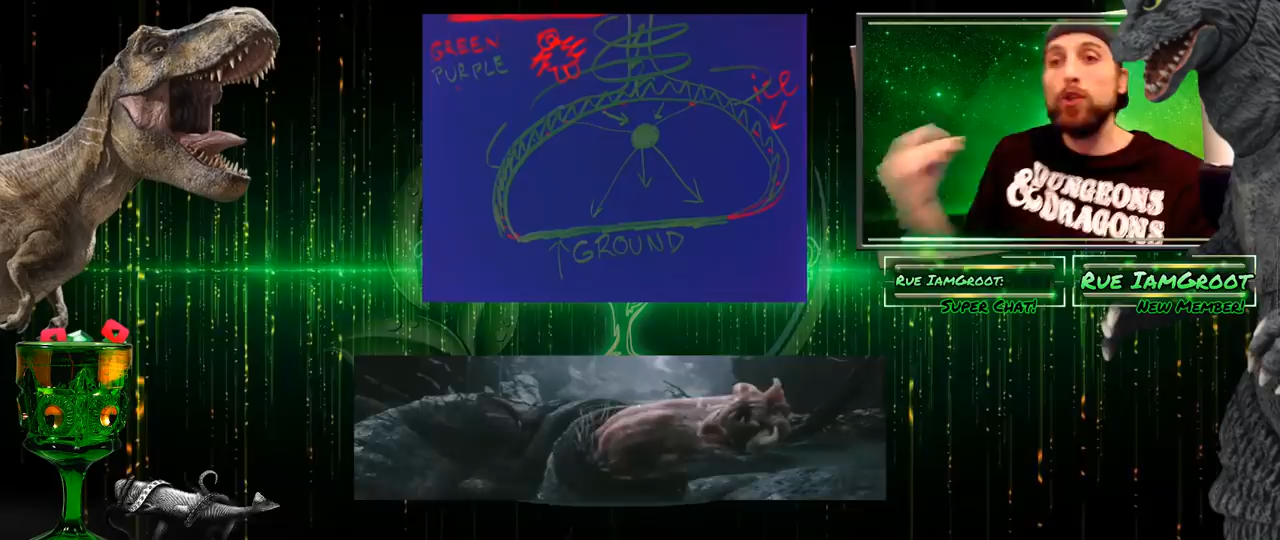 GREEN
PURPLE
ice
↑GROUND
DUNGEONS
& DRAGONS
Rue IamGroot:
Super Chat!
Rue IamGroot
New Member!